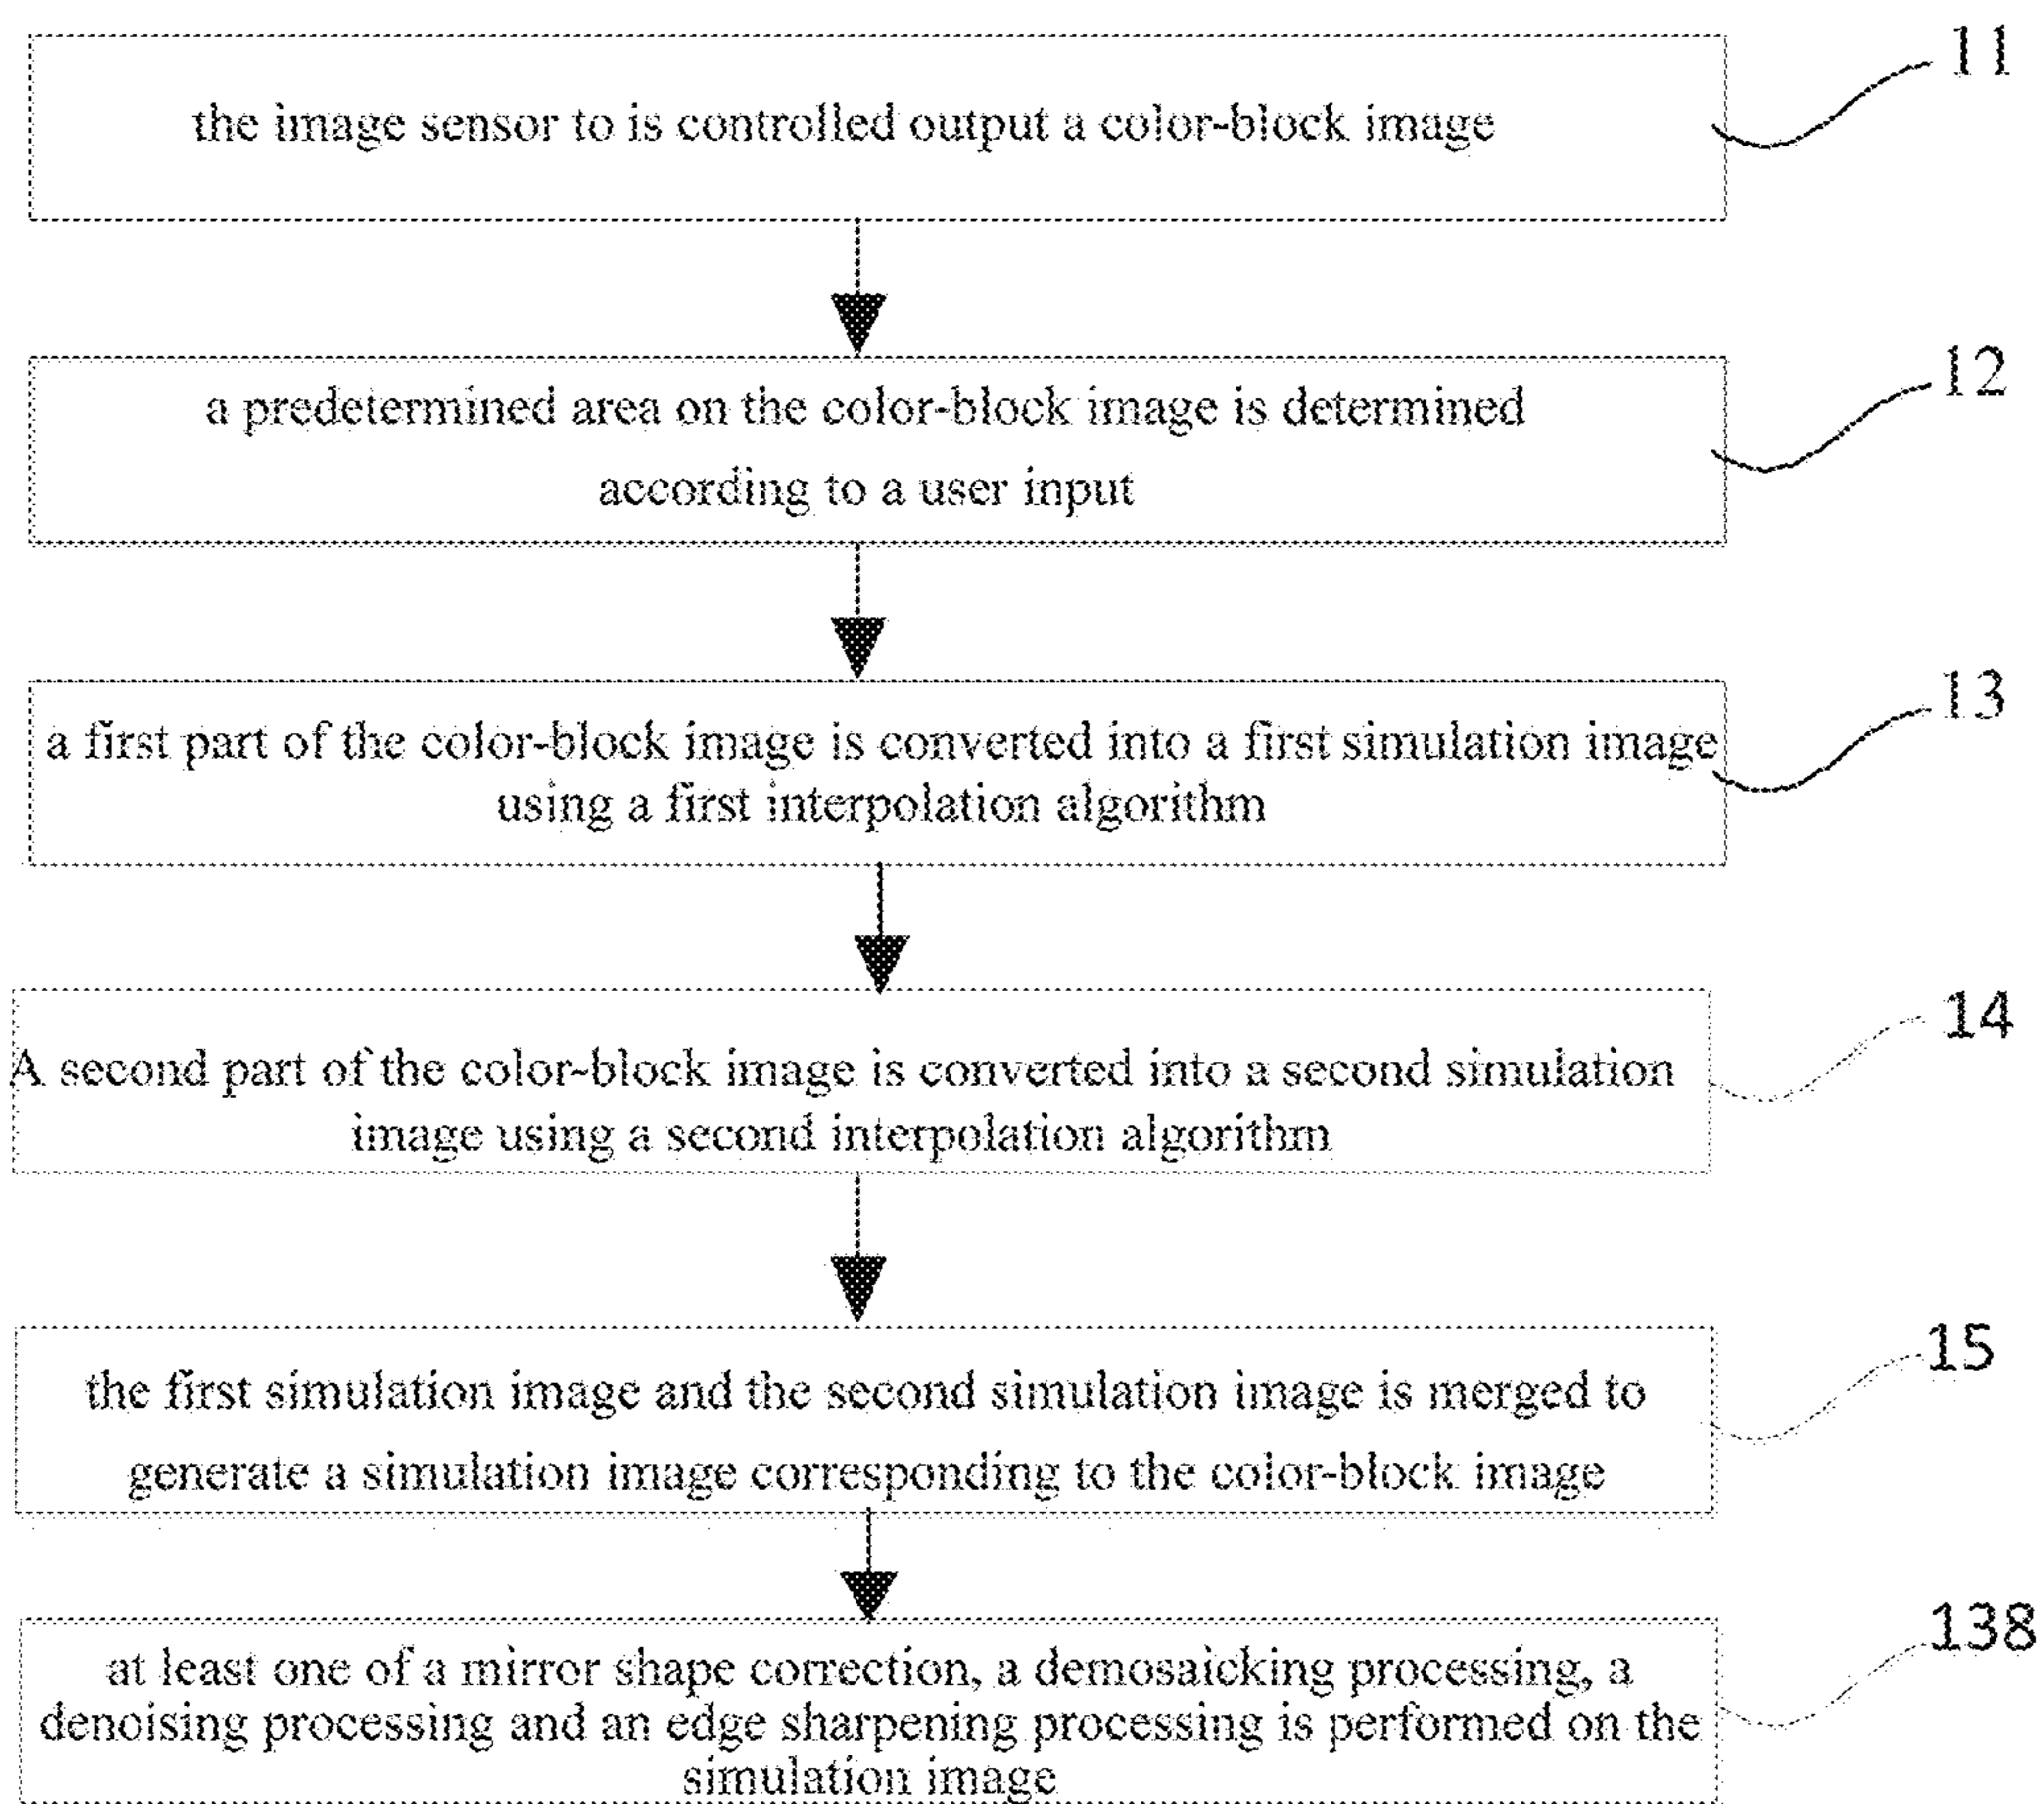 the image sensor to is controlled output a color-block image
11
a predetermined area on the color-block image is determined
according to a user input
12
a first part of the color-block image is converted into a first simulation image
using a first interpolation algorithm
13
A second part of the color-block image is converted into a second simulation
image using a second interpolation algorithm
14
the first simulation image and the second simulation image is merged to
generate a simulation image corresponding to the color-block image
15
at least one of a mirror shape correction, a demosaicking processing, a
denoising processing and an edge sharpening processing is performed on the
simulation image
138